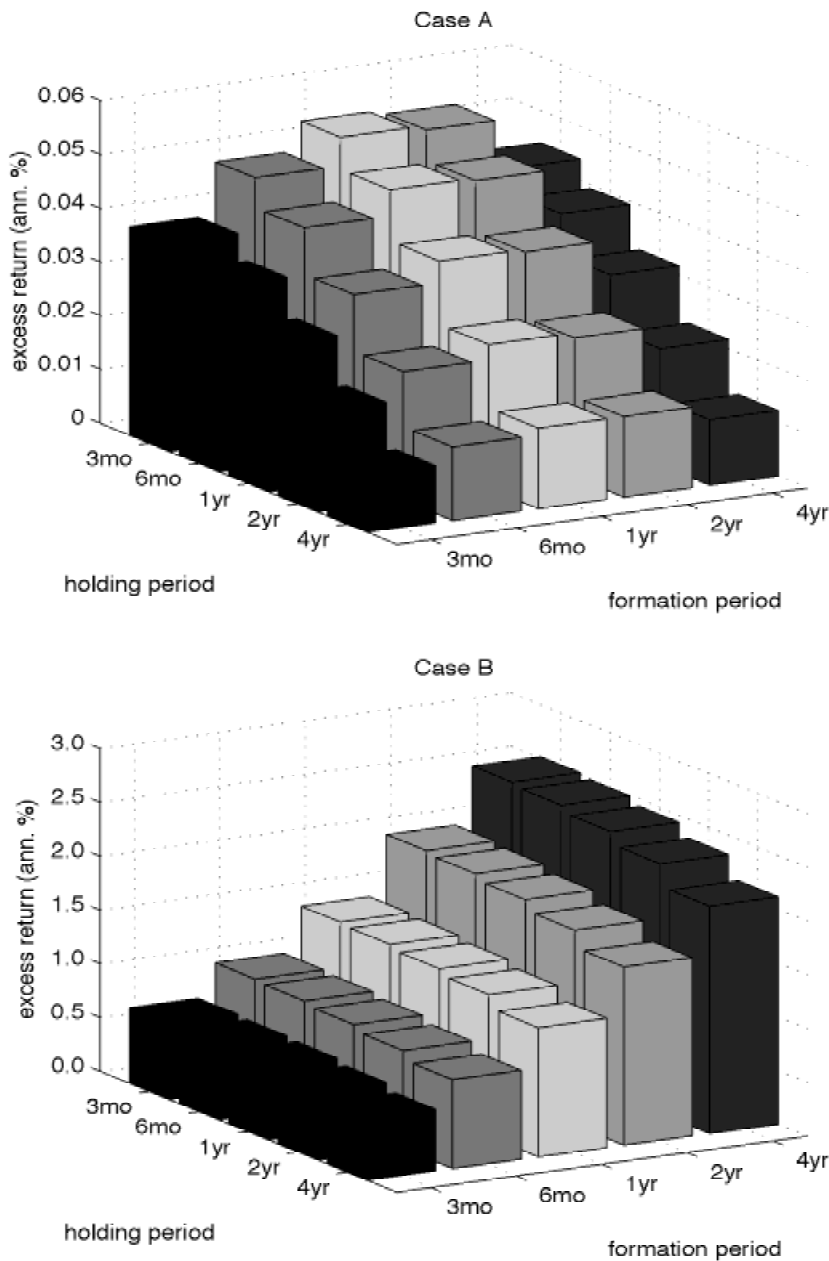 Case A
0.06
0.05
0.04
0.03
0.02
0.01
0
excess return (ann. %)
3mo
6mo
1yr
2yr
4yr
holding period
3mo
6mo
1yr
2yr
4yr
formation period
Case B
3.0
2.5
2.0
1.5
1.0
0.5
0.0
excess return (ann. %)
3mo
6mo
1yr
2yr
4yr
holding period
3mo
6mo
1yr
2yr
4yr
formation period